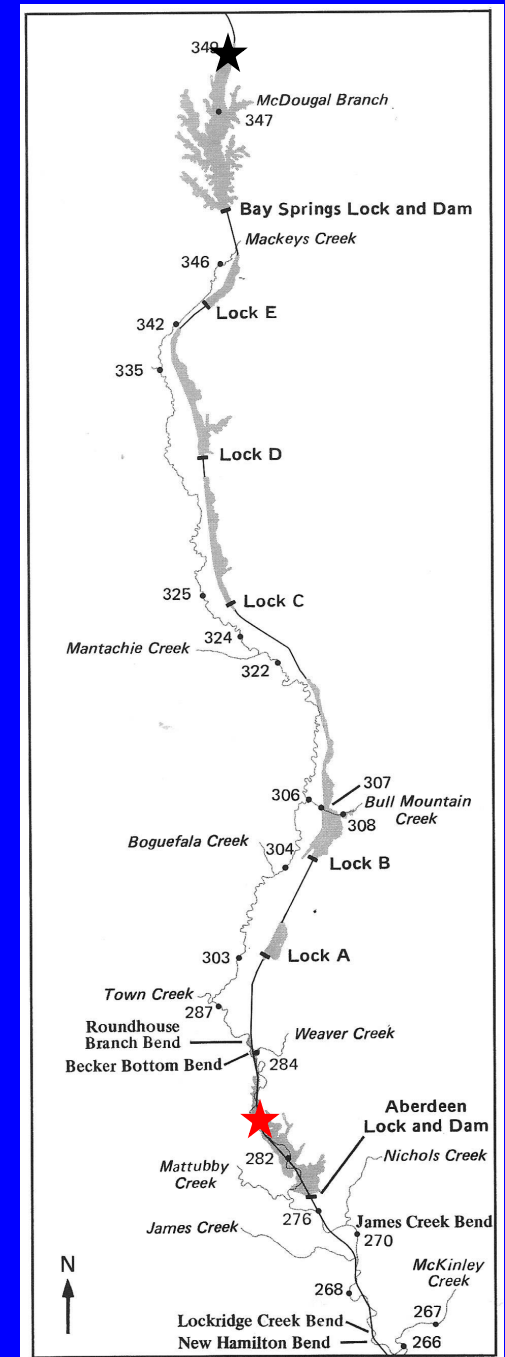 349
McDougal Branch
347
Bay Springs Lock and Dam
Mackeys Creek
346
Lock E
342
335
Lock D
325
Lock C
324
Mantachie Creek
322
307
306
Bull Mountain
Creek
308
Boguefala Creek
304
Lock B
303
Lock A
Town Creek
287
Roundhouse
Branch Bend
Weaver Creek
Becker Bottom Bend
284
Aberdeen
Lock and Dam
282
Mattubby
Creek
Nichols Creek
276
James Creek Bend
270
James Creek
McKinley
Creek
N
268
267
Lockridge Creek Bend
New Hamilton Bend
266